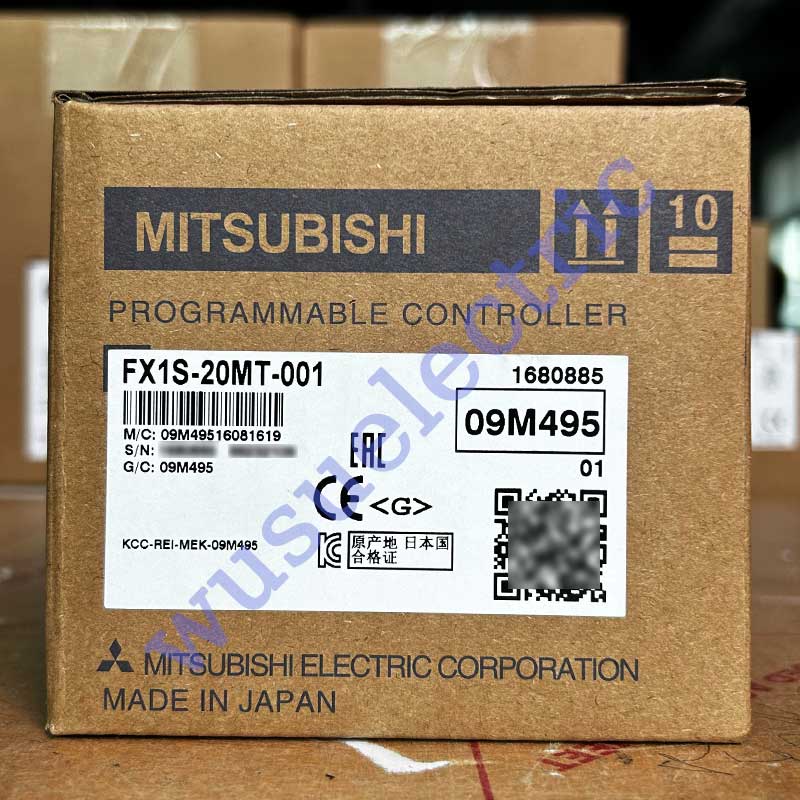 MITSUBISHI
10
PROGRAMMABLE CONTROLLER
FX1S-20MT-001
1680885
M/C: 09M49516081619
S/N:
G/C: 09M495
09M495
01
EAC
CE <G>
KCC-REI-MEK-09M495
原产地 日本国
合格证
MITSUBISHI ELECTRIC CORPORATION
MADE IN JAPAN
wusuelectric